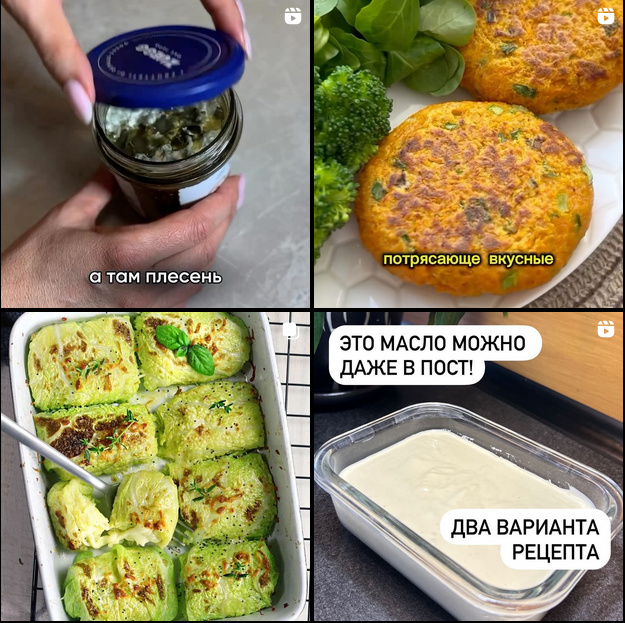 а там плесень
потрясающе вкусные
ЭТО МАСЛО МОЖНО
ДАЖЕ В ПОСТ!
ДВА ВАРИАНТА
РЕЦЕПТА